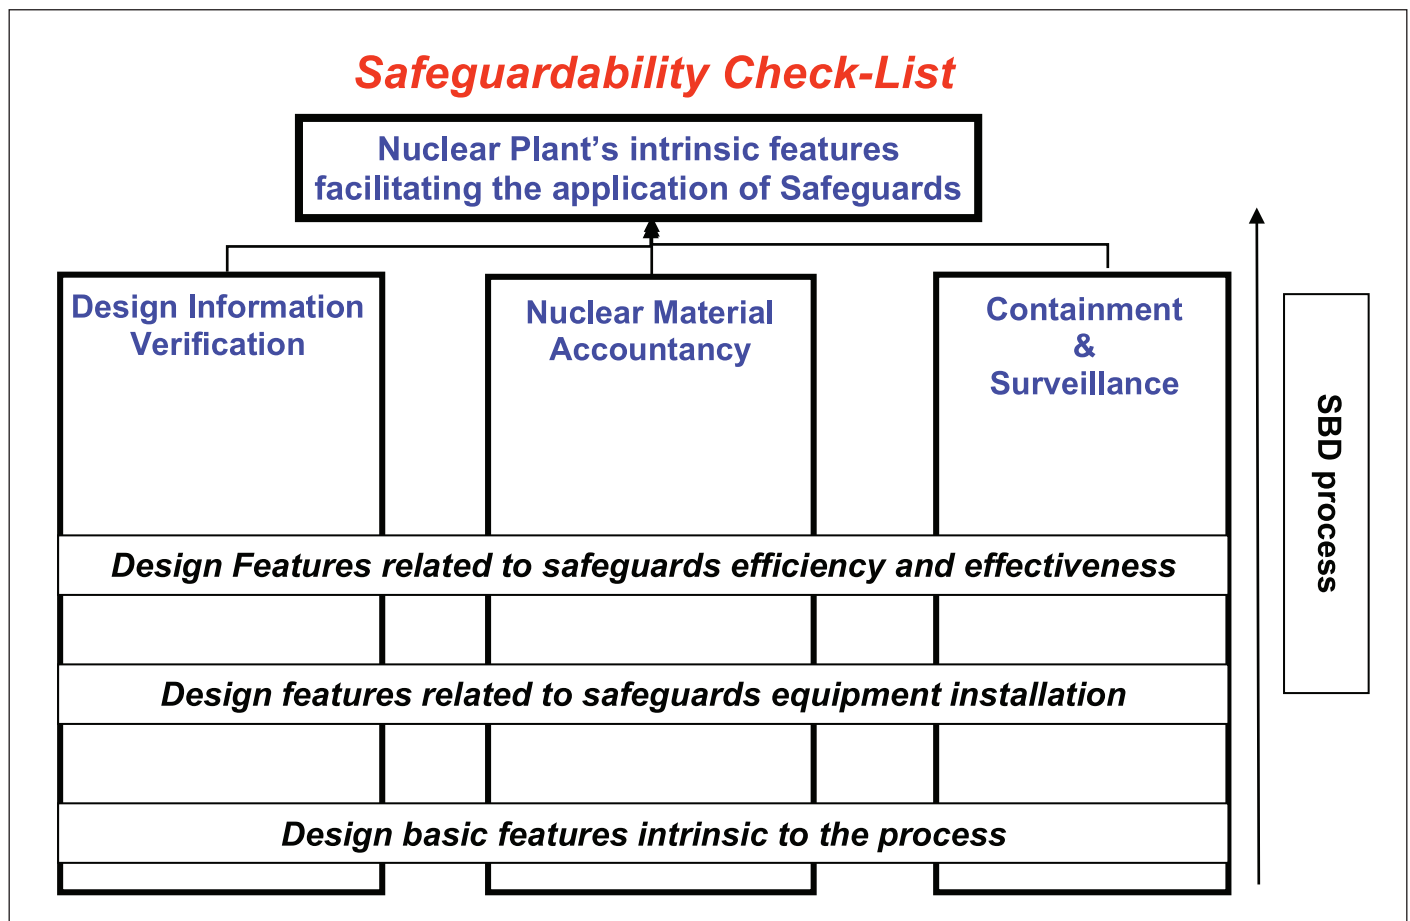 Safeguardability Check-List
Nuclear Plant’s intrinsic features
facilitating the application of Safeguards
Design Information
Verification
Nuclear Material
Accountancy
Containment
&
Surveillance
SBD process
Design Features related to safeguards efficiency and effectiveness
Design features related to safeguards equipment installation
Design basic features intrinsic to the process